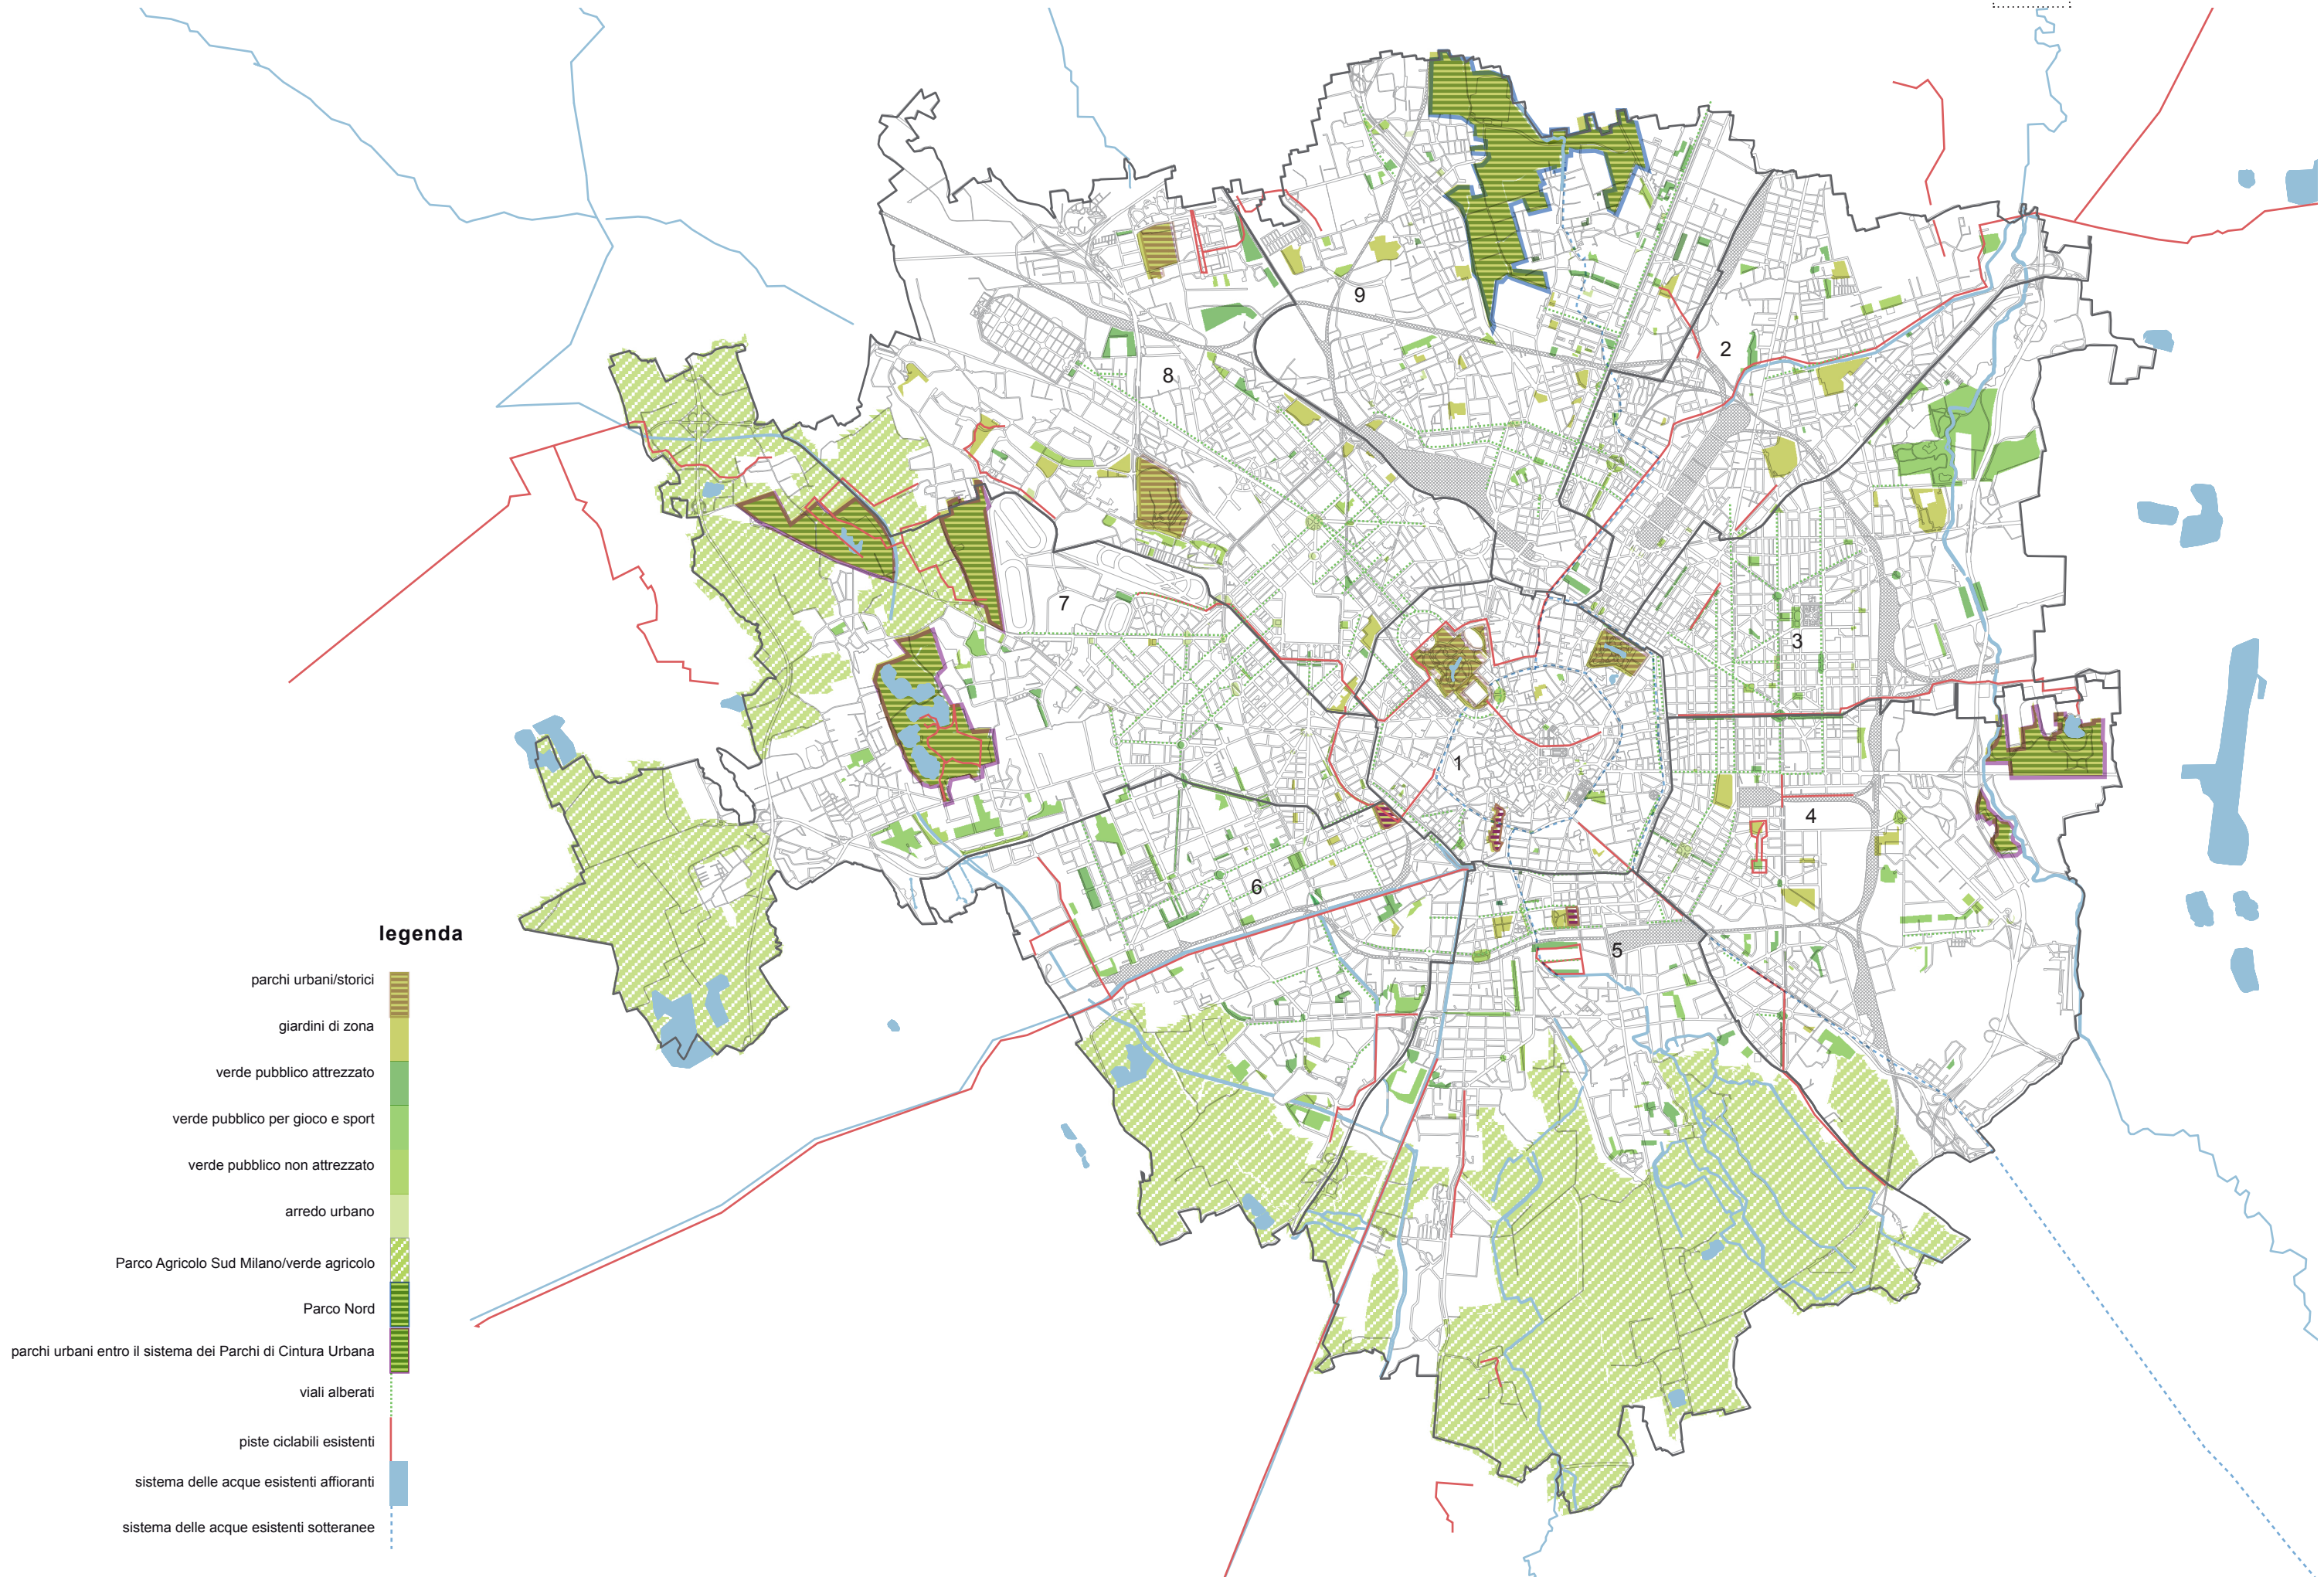 9
2
8
7
3
1
4
6
5
legenda
parchi urbani/storici
giardini di zona
verde pubblico attrezzato
verde pubblico per gioco e sport
verde pubblico non attrezzato
arredo urbano
Parco Agricolo Sud Milano/verde agricolo
Parco Nord
parchi urbani entro il sistema dei Parchi di Cintura Urbana
viali alberati
piste ciclabili esistenti
sistema delle acque esistenti affioranti
sistema delle acque esistenti sotteranee